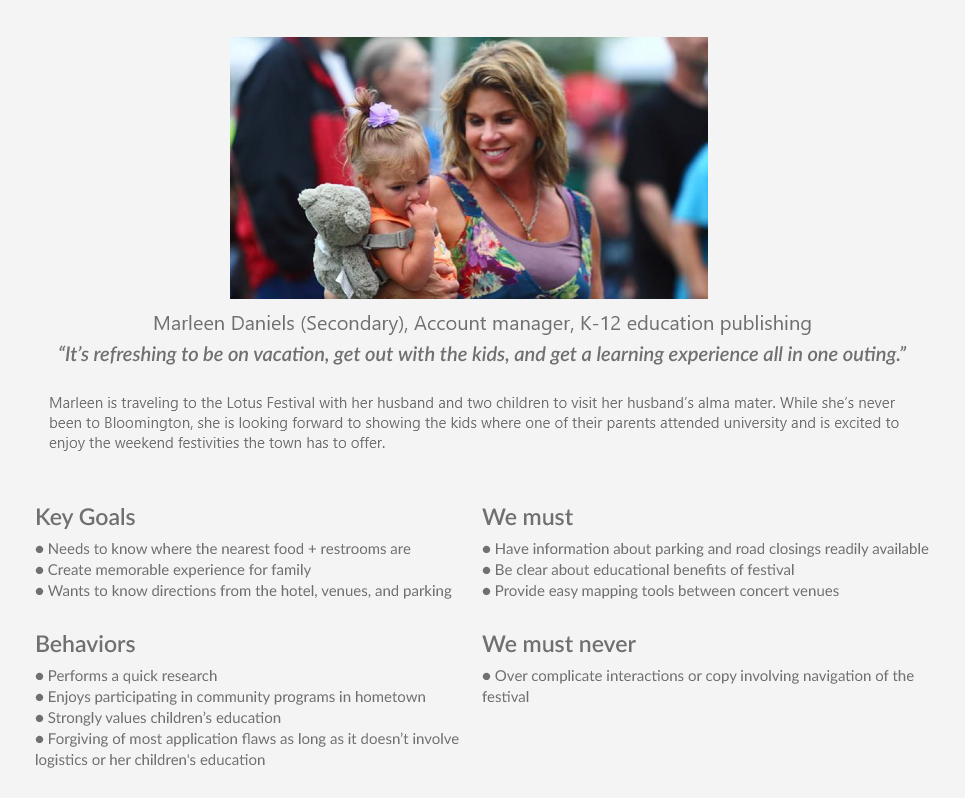 Marleen Daniels (Secondary), Account manager, K-12 education publishing
“It’s refreshing to be on vacation, get out with the kids, and get a learning experience all in one outing.”
Marleen is traveling to the Lotus Festival with her husband and two children to visit her husband’s alma mater. While she’s never
been to Bloomington, she is looking forward to showing the kids where one of their parents attended university and is excited to
enjoy the weekend festivities the town has to offer.
Key Goals
● Needs to know where the nearest food + restrooms are
● Create memorable experience for family
● Wants to know directions from the hotel, venues, and parking
We must
● Have information about parking and road closings readily available
● Be clear about educational benefits of festival
● Provide easy mapping tools between concert venues
Behaviors
● Performs a quick research
● Enjoys participating in community programs in hometown
● Strongly values children’s education
● Forgiving of most application flaws as long as it doesn’t involve
logistics or her children's education
We must never
● Over complicate interactions or copy involving navigation of the
festival